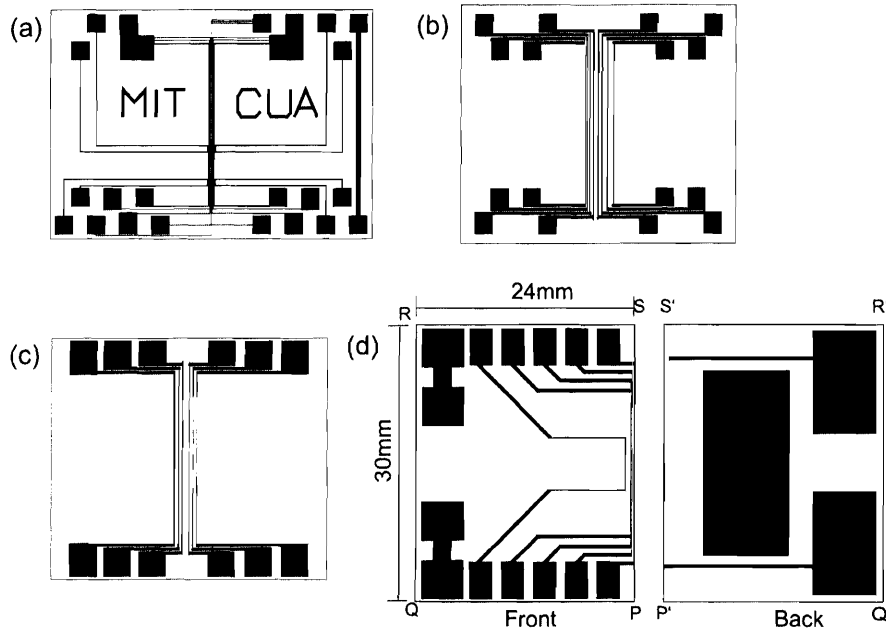 (a)
MIT CUA
(b)
(c)
(d)
24mm
R S S' R
30mm
Q Front P P' Back Q